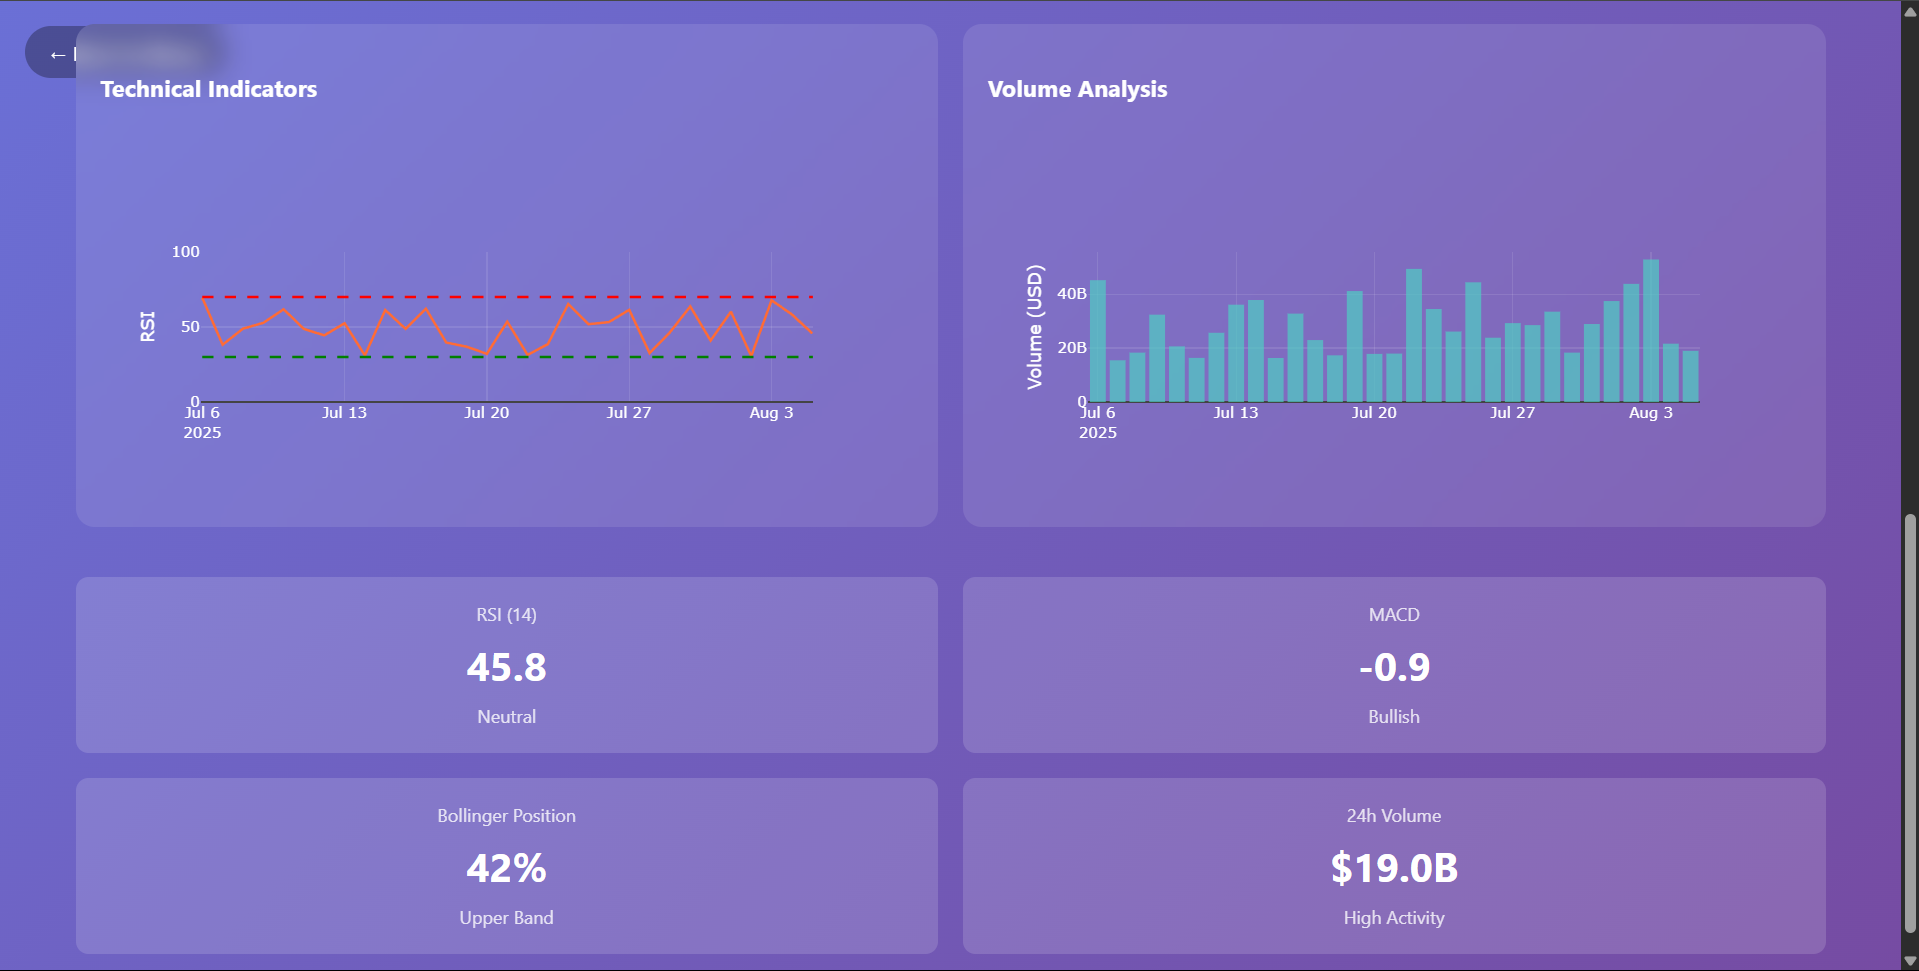 ←
Technical Indicators
100
50
0
RSI
Jul 6
2025
Jul 13
Jul 20
Jul 27
Aug 3
Volume Analysis
40B
20B
0
Volume (USD)
Jul 6
2025
Jul 13
Jul 20
Jul 27
Aug 3
RSI (14)
45.8
Neutral
MACD
-0.9
Bullish
Bollinger Position
42%
Upper Band
24h Volume
$19.0B
High Activity